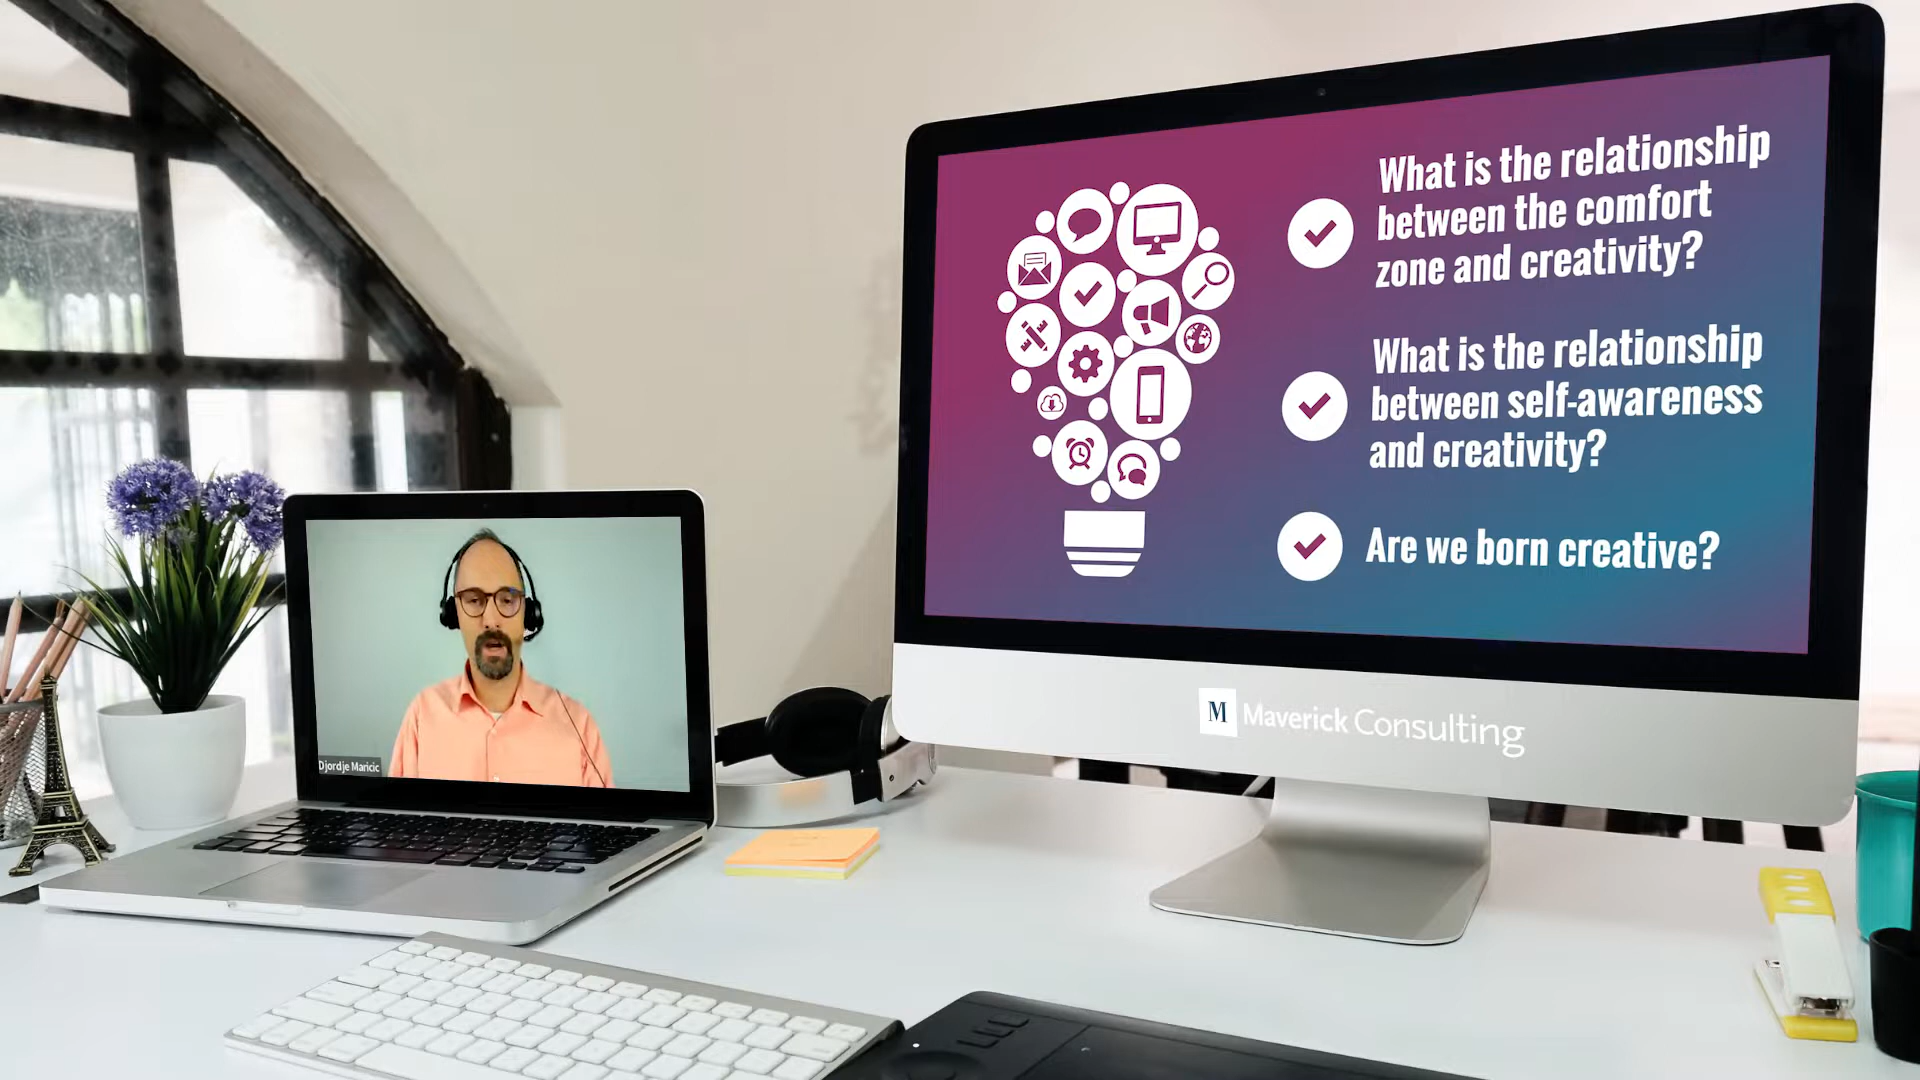 What is the relationship
between the comfort
zone and creativity?
What is the relationship
between self-awareness
and creativity?
Are we born creative?
M Maverick Consulting
Djordje Maricic